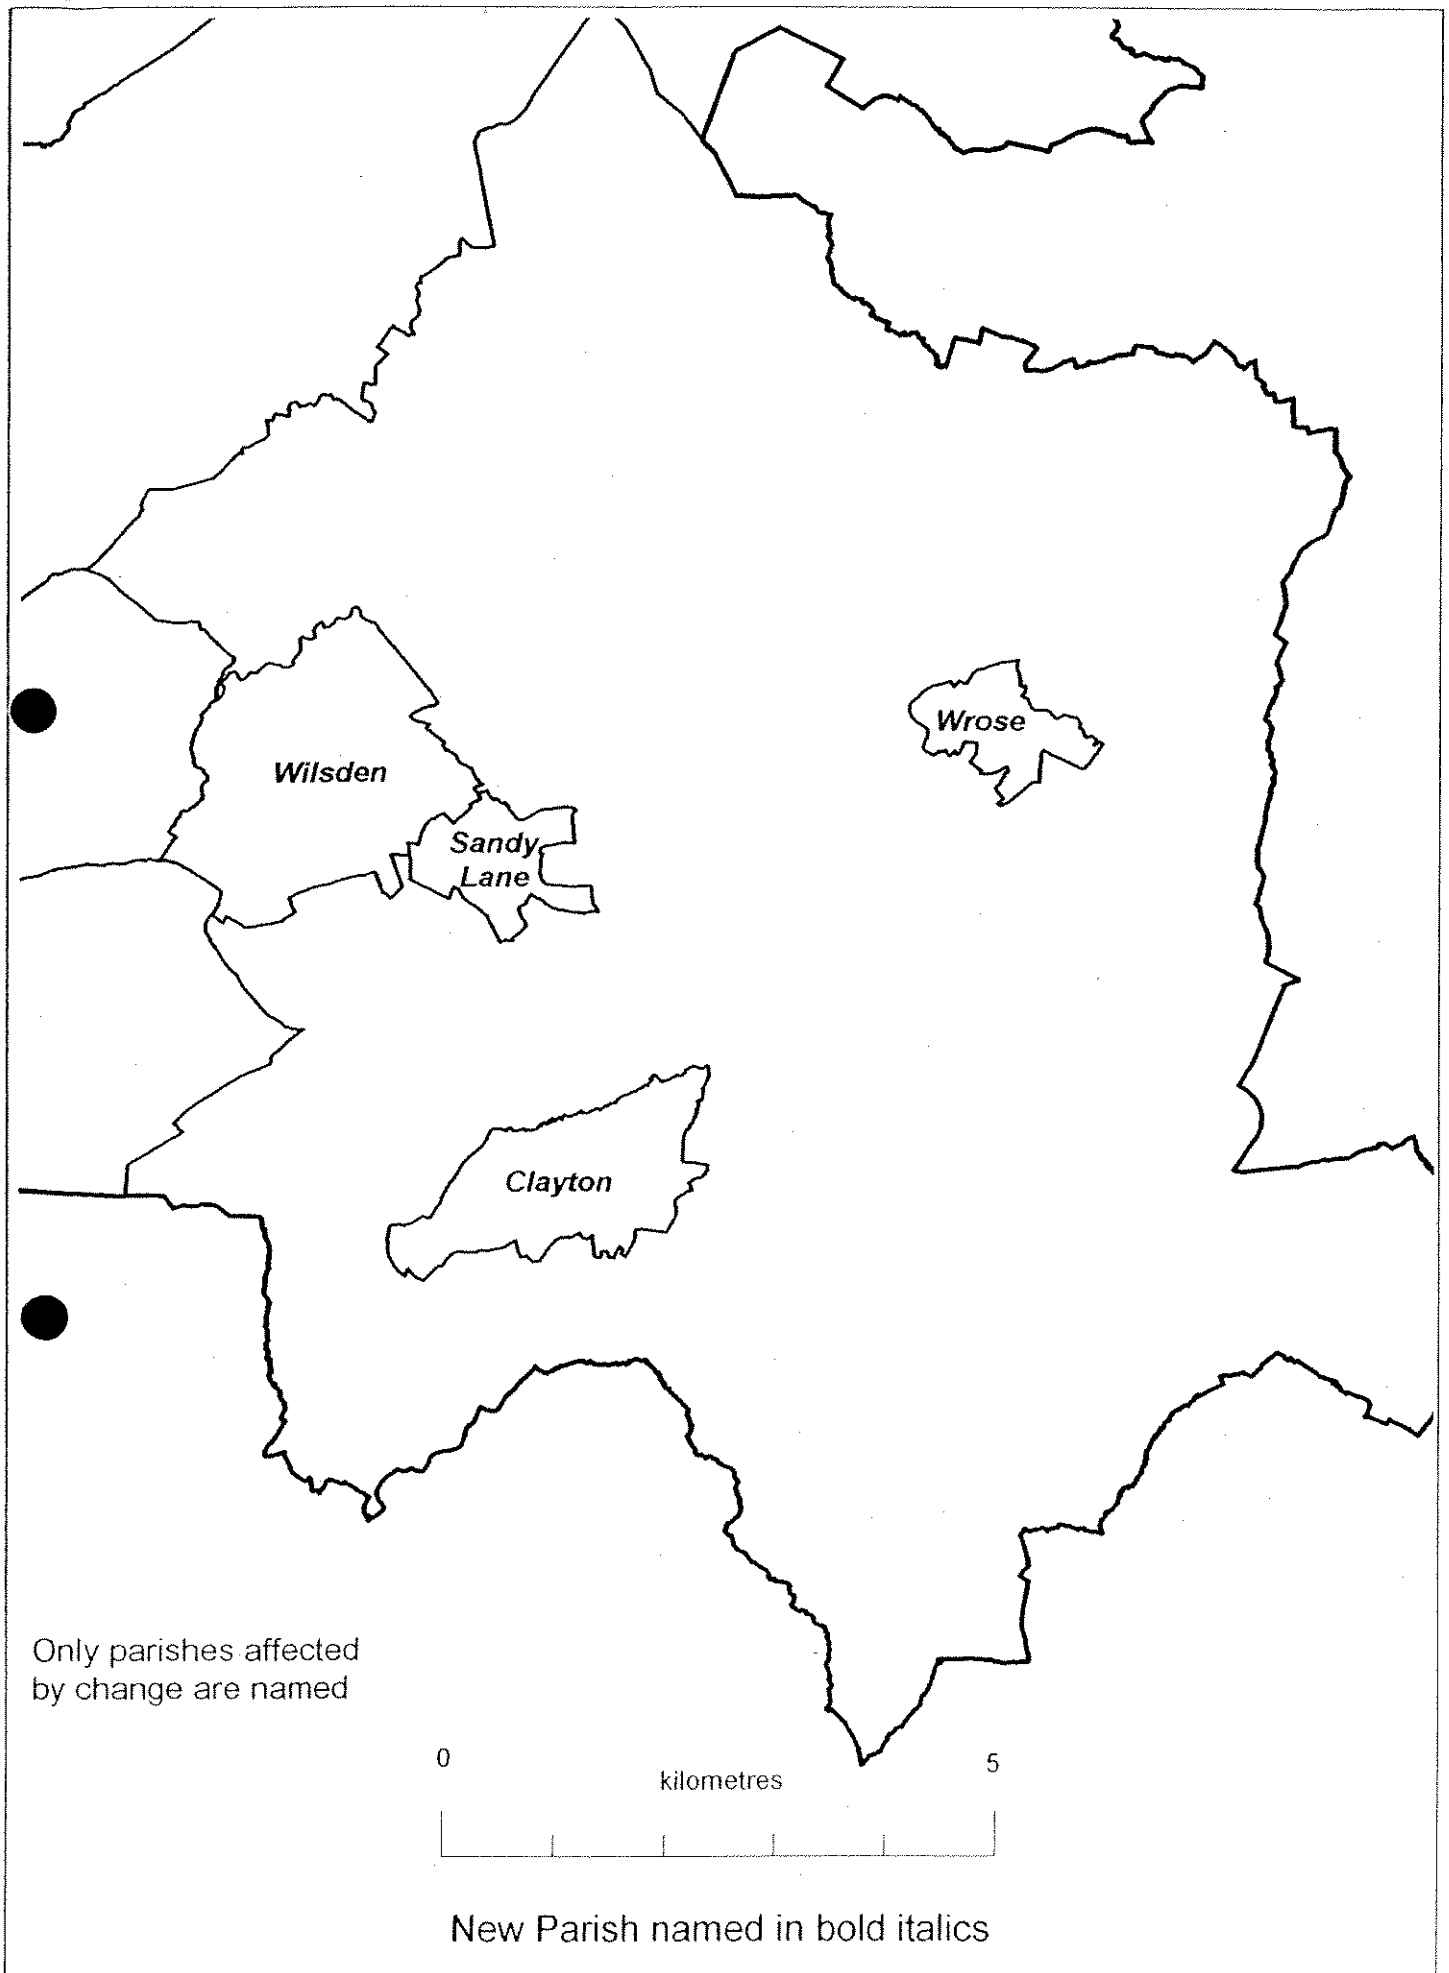 Wrose
Wilsden
Sandy
Lane
Clayton
Only parishes affected
by change are named
0
5
kilometres
New Parish named in bold italics